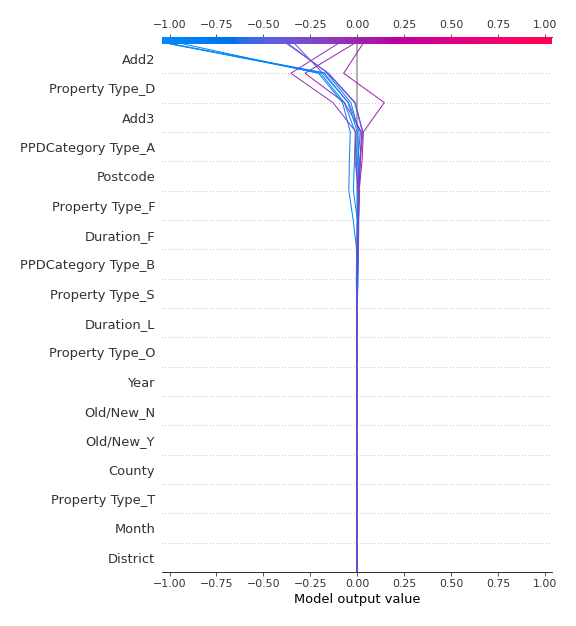 −1.00 −0.75 −0.50 −0.25 0.00 0.25 0.50 0.75 1.00
Add2
Property Type_D
Add3
PPDCategory Type_A
Postcode
Property Type_F
Duration_F
PPDCategory Type_B
Property Type_S
Duration_L
Property Type_O
Year
Old/New_N
Old/New_Y
County
Property Type_T
Month
District
−1.00 −0.75 −0.50 −0.25 0.00 0.25 0.50 0.75 1.00
Model output value